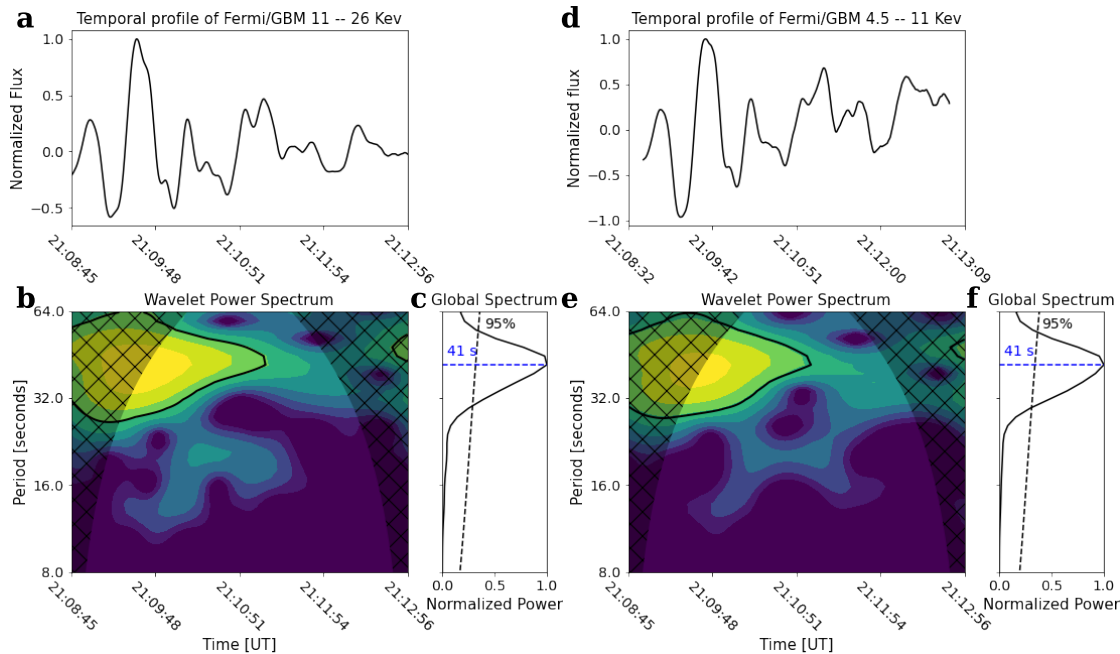 a
Temporal profile of Fermi/GBM 11 -- 26 Kev
Normalized Flux
1.0
0.5
0.0
−0.5
21:08:45
21:09:48
21:10:51
21:11:54
21:12:56
d
Temporal profile of Fermi/GBM 4.5 -- 11 Kev
Normalized flux
1.0
0.5
0.0
−0.5
−1.0
21:08:32
21:09:42
21:10:51
21:12:00
21:13:09
b
Wavelet Power Spectrum
Period [seconds]
64.0
32.0
16.0
8.0
21:08:45
21:09:48
21:10:51
21:11:54
21:12:56
Time [UT]
c
Global Spectrum
95%
41 s
0.0
0.5
1.0
Normalized Power
e
Wavelet Power Spectrum
Period [seconds]
64.0
32.0
16.0
8.0
21:08:45
21:09:48
21:10:51
21:11:54
21:12:56
Time [UT]
f
Global Spectrum
95%
41 s
0.0
0.5
1.0
Normalized Power